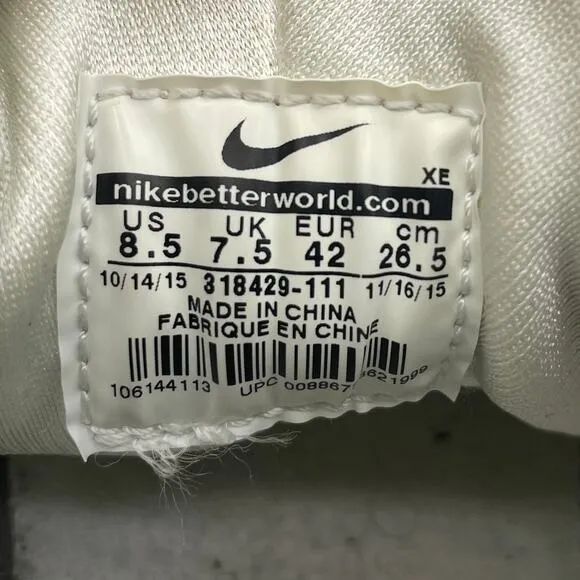 XE
nikebetterworld.com
US UK EUR cm
8.5 7.5 42 26.5
10/14/15 318429-111 11/16/15
MADE IN CHINA
FABRIQUE EN CHINE
106144113 UPC